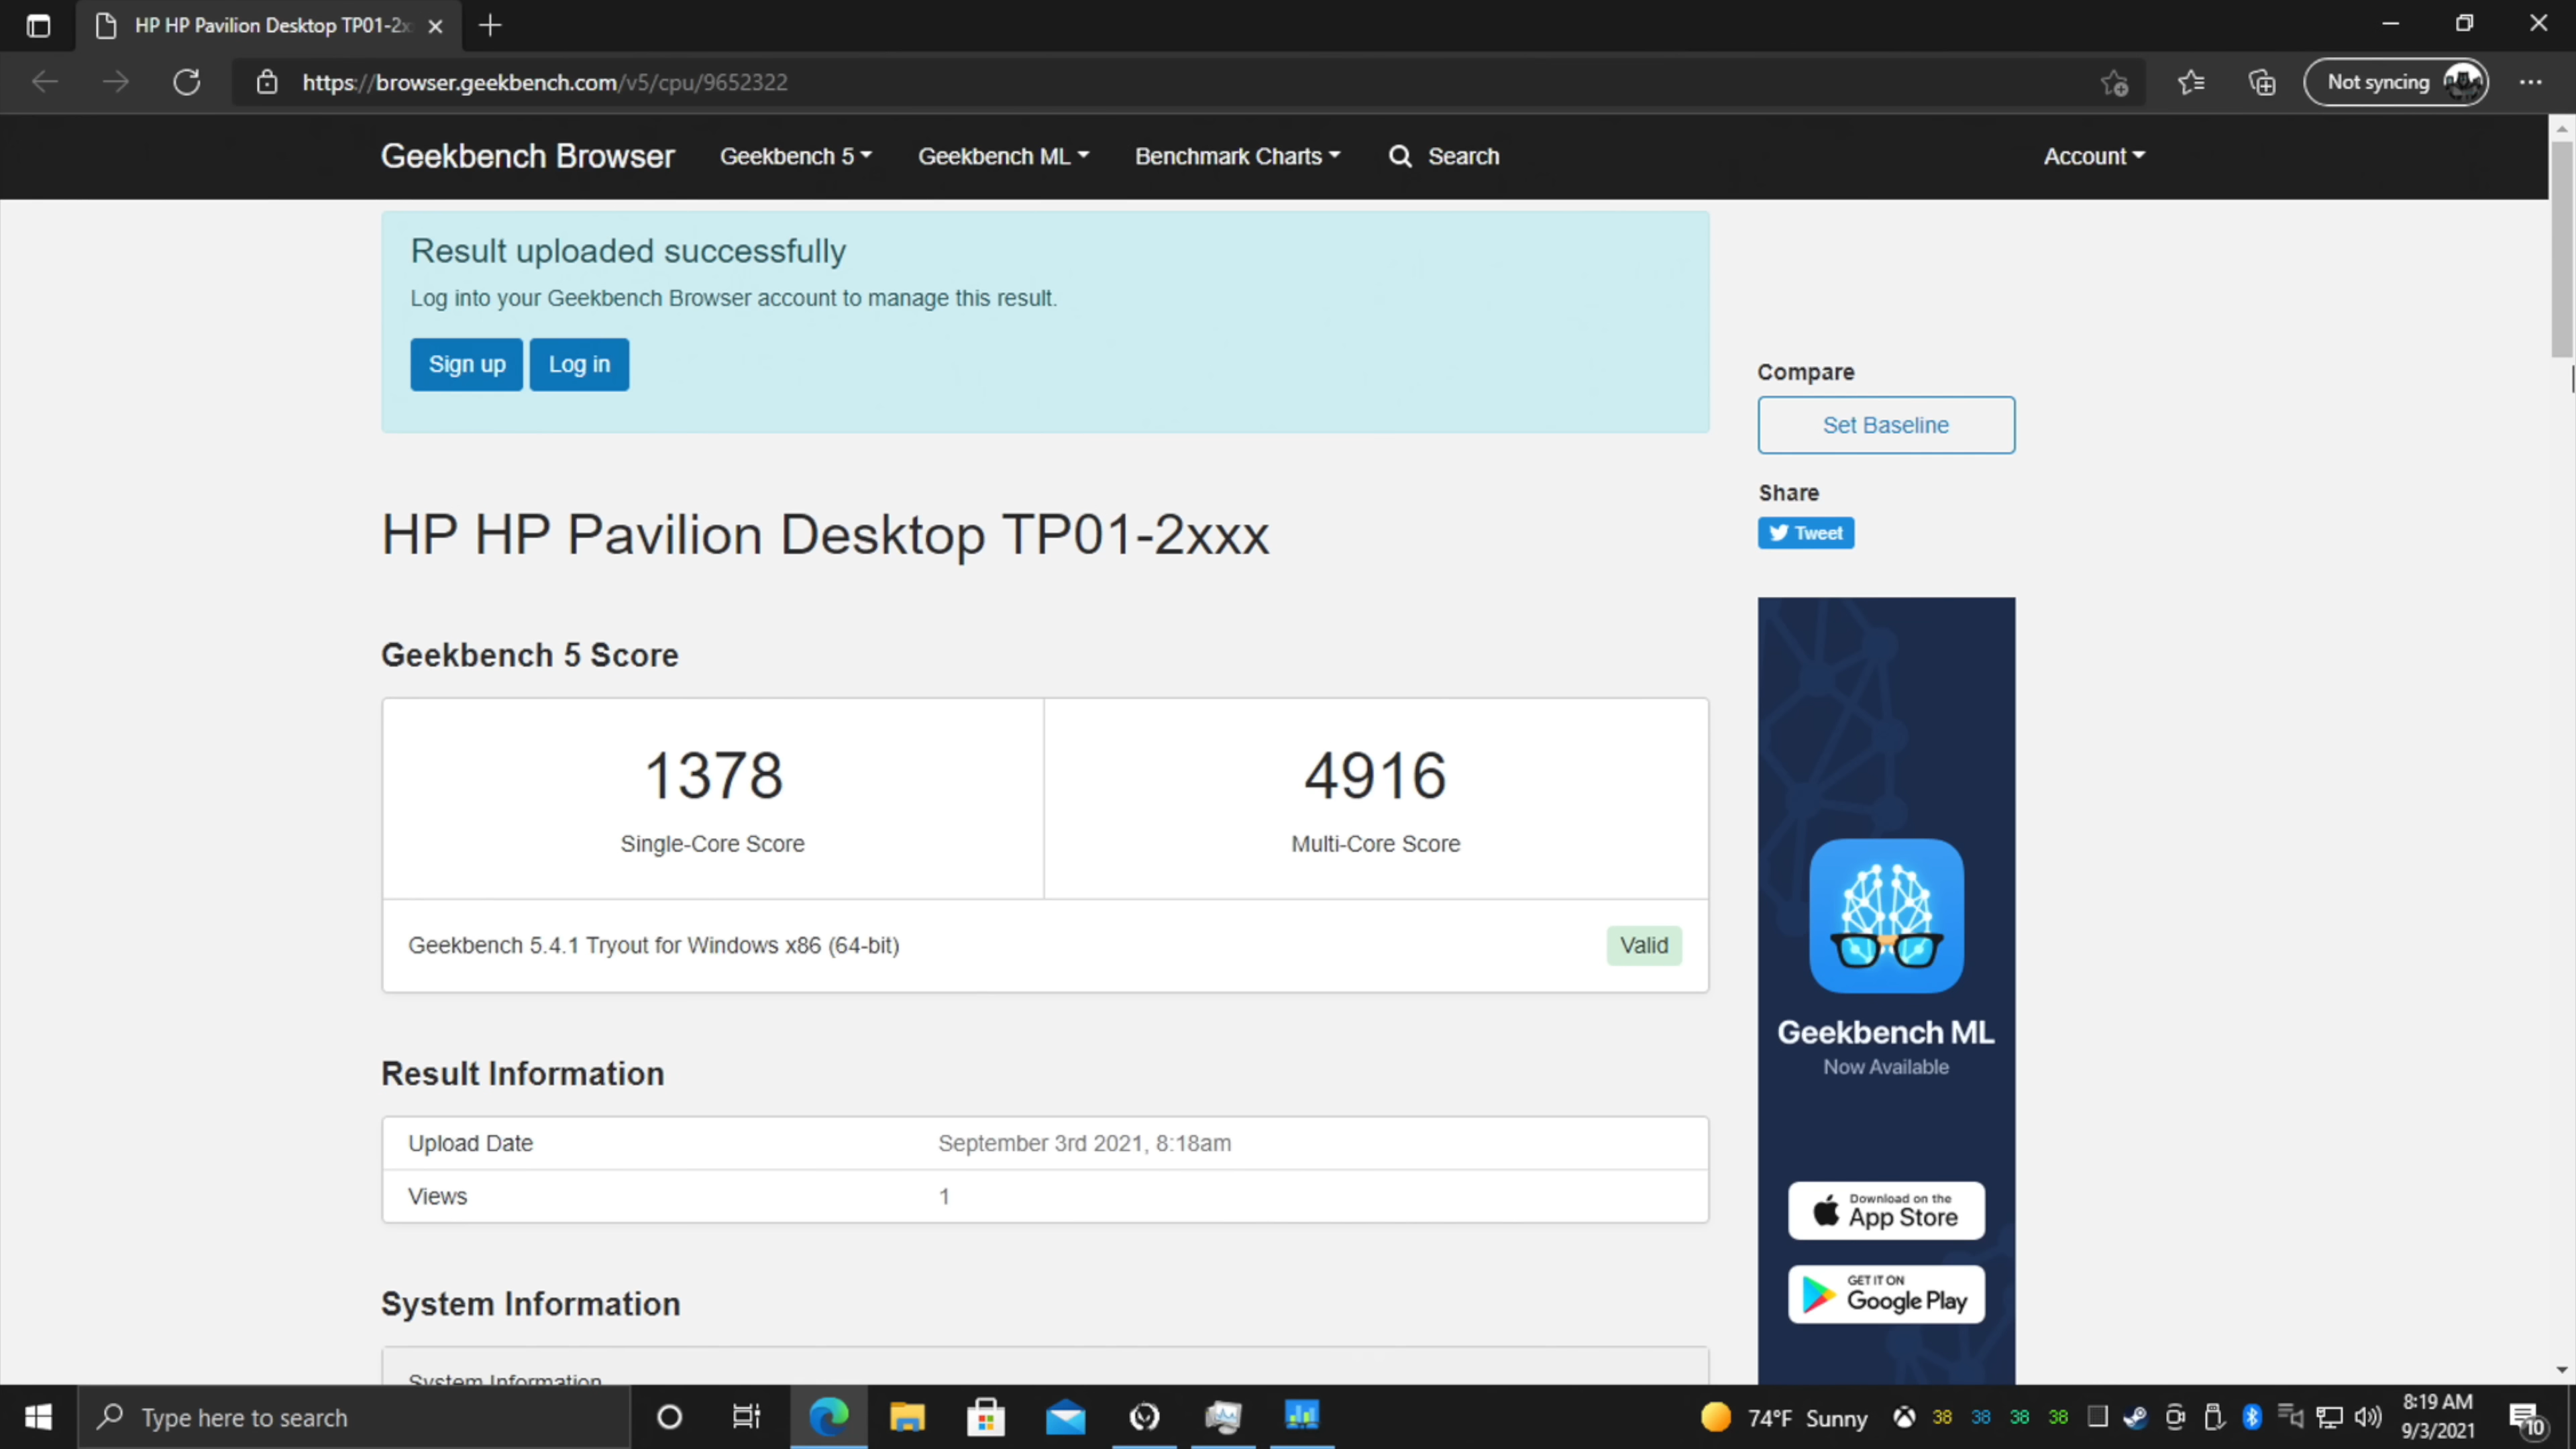 HP HP Pavilion Desktop TP01-2x
https://browser.geekbench.com/v5/cpu/9652322
Not syncing
Geekbench Browser
Geekbench 5
Geekbench ML
Benchmark Charts
Search
Account
Result uploaded successfully
Log into your Geekbench Browser account to manage this result.
Sign up
Log in
Compare
Set Baseline
Share
Tweet
HP HP Pavilion Desktop TP01-2xxx
Geekbench 5 Score
1378
4916
Single-Core Score
Multi-Core Score
Geekbench 5.4.1 Tryout for Windows x86 (64-bit)
Valid
Geekbench ML
Now Available
Download on the
App Store
GET IT ON
Google Play
Result Information
Upload Date
September 3rd 2021, 8:18am
Views
1
System Information
System Information
Type here to search
74°F Sunny
38
38
38
38
8:19 AM
9/3/2021
10